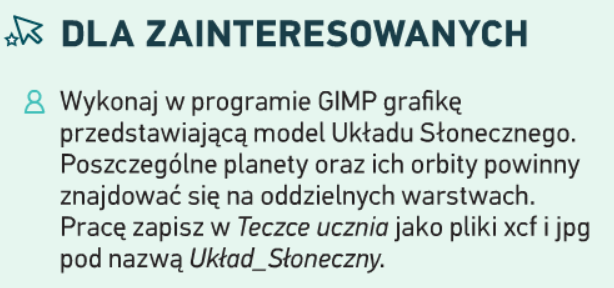 DLA ZAINTERESOWANYCH
Wykonaj w programie GIMP grafikę
przedstawiającą model Układu Słonecznego.
Poszczególne planety oraz ich orbity powinny
znajdować się na oddzielnych warstwach.
Pracę zapisz w Teczce ucznia jako pliki xcf i jpg
pod nazwą Układ_Słoneczny.